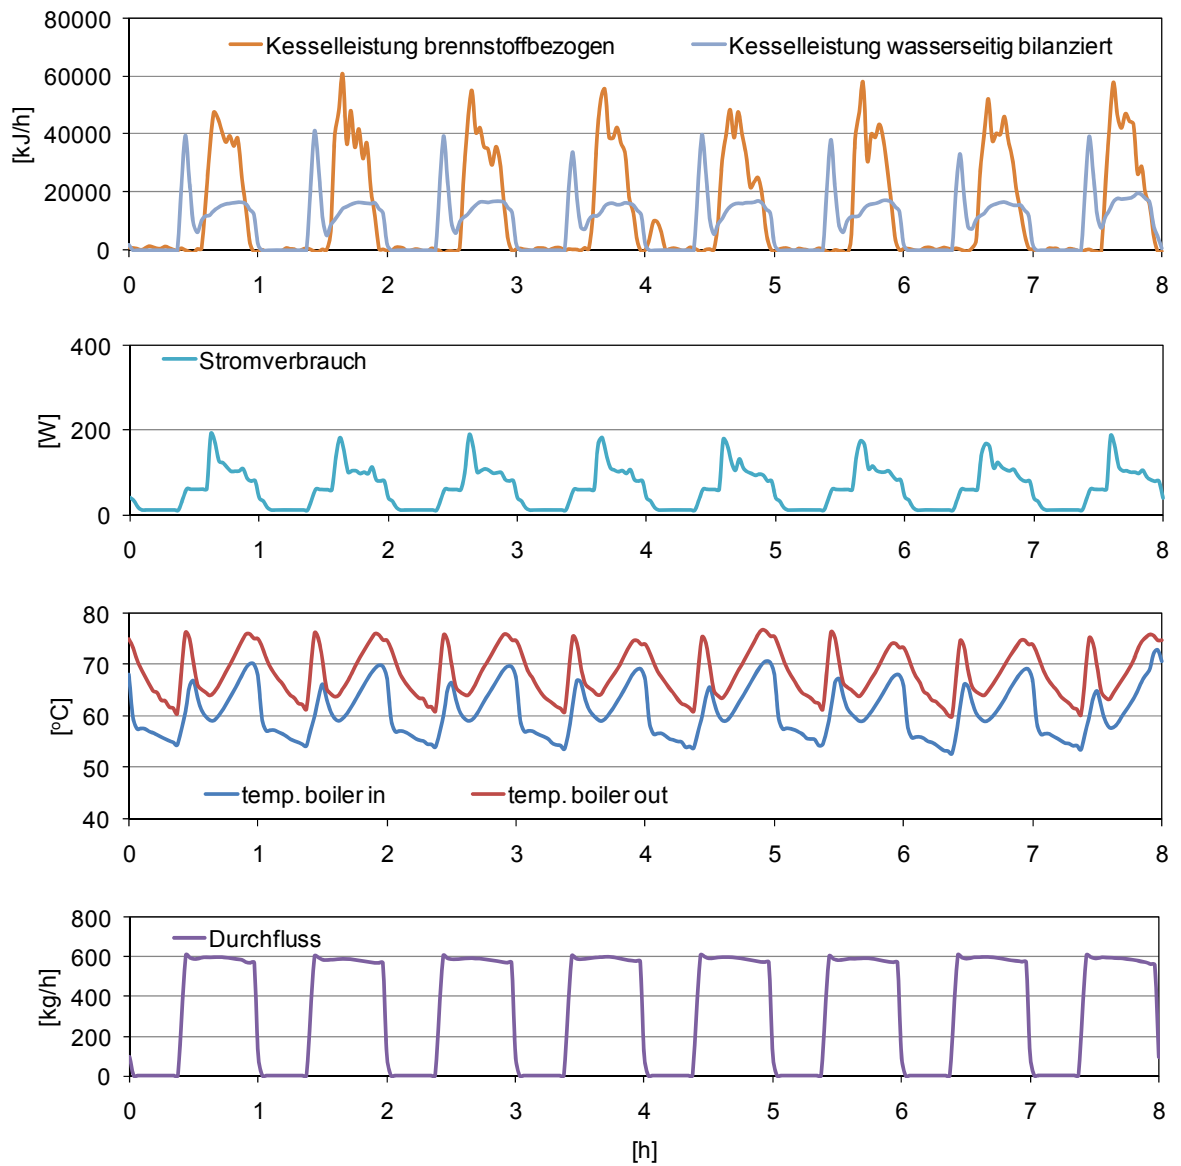 80000
Kesselleistung brennstoffbezogen Kesselleistung wasserseitig bilanziert
60000
[kJ/h]
40000
20000
0
0 1 2 3 4 5 6 7 8
400
Stromverbrauch
[W]
200
0
0 1 2 3 4 5 6 7 8
80
70
[°C]
60
50
temp. boiler in temp. boiler out
40
0 1 2 3 4 5 6 7 8
800
Durchfluss
600
[kg/h]
400
200
0
0 1 2 3 4 5 6 7 8
[h]